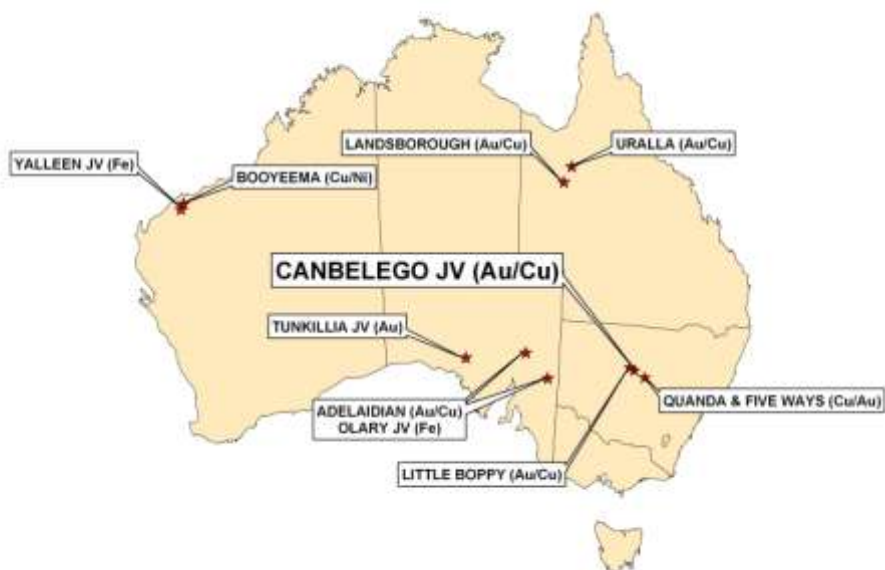 LANDSBOROUGH (Au/Cu)
URALLA (Au/Cu)
YALLEEN JV (Fe)
BOOYEEMA (Cu/Ni)
CANBELEGO JV (Au/Cu)
TUNKILLIA JV (Au)
QUANDA & FIVE WAYS (Cu/Au)
ADELAIDIAN (Au/Cu)
OLARY JV (Fe)
LITTLE BOPPY (Au/Cu)